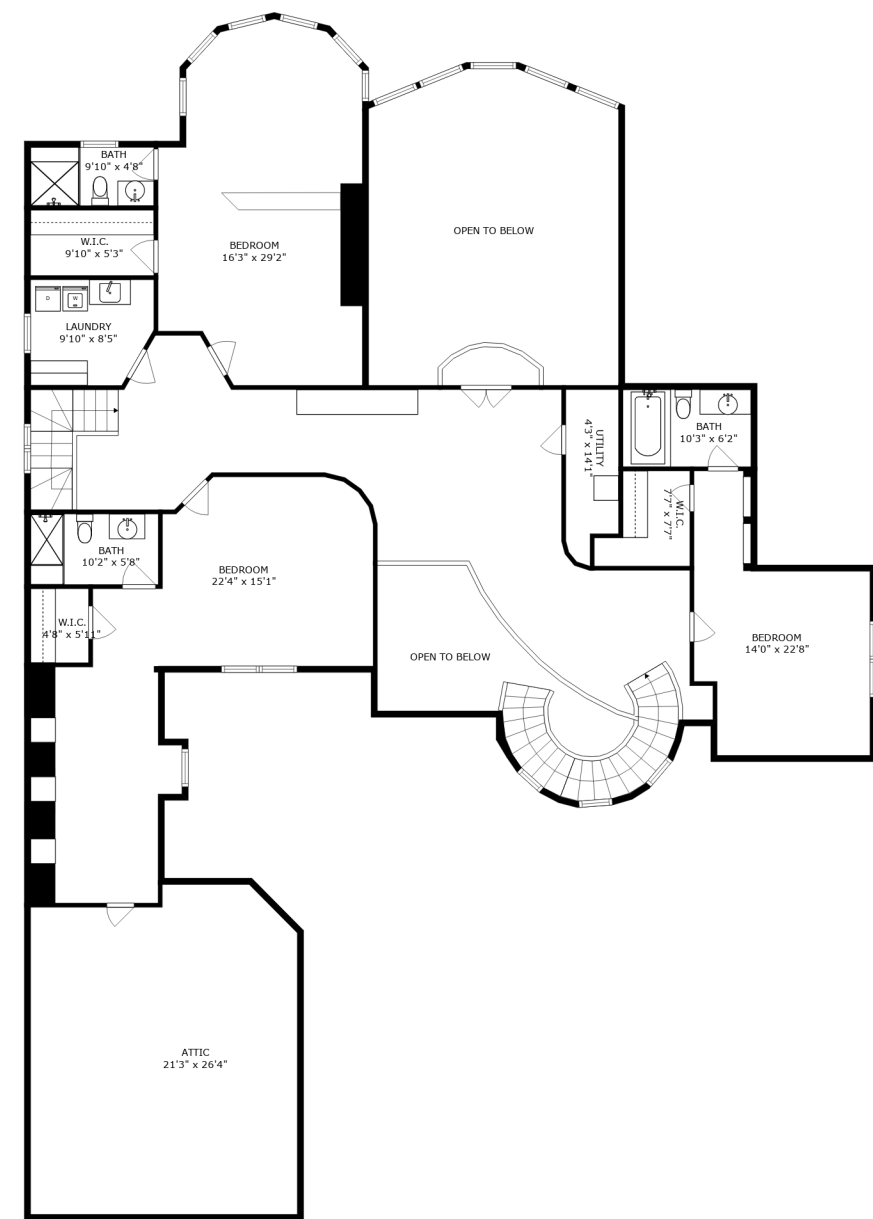 BATH
9'10" x 4'8"
W.I.C.
9'10" x 5'3"
BEDROOM
16'3" x 29'2"
OPEN TO BELOW
D
W
LAUNDRY
9'10" x 8'5"
UTILITY
4'3" x 14'1"
BATH
10'3" x 6'2"
W.I.C.
7'7" x 7'7"
BATH
10'2" x 5'8"
BEDROOM
22'4" x 15'1"
W.I.C.
4'8" x 5'11"
OPEN TO BELOW
BEDROOM
14'0" x 22'8"
ATTIC
21'3" x 26'4"